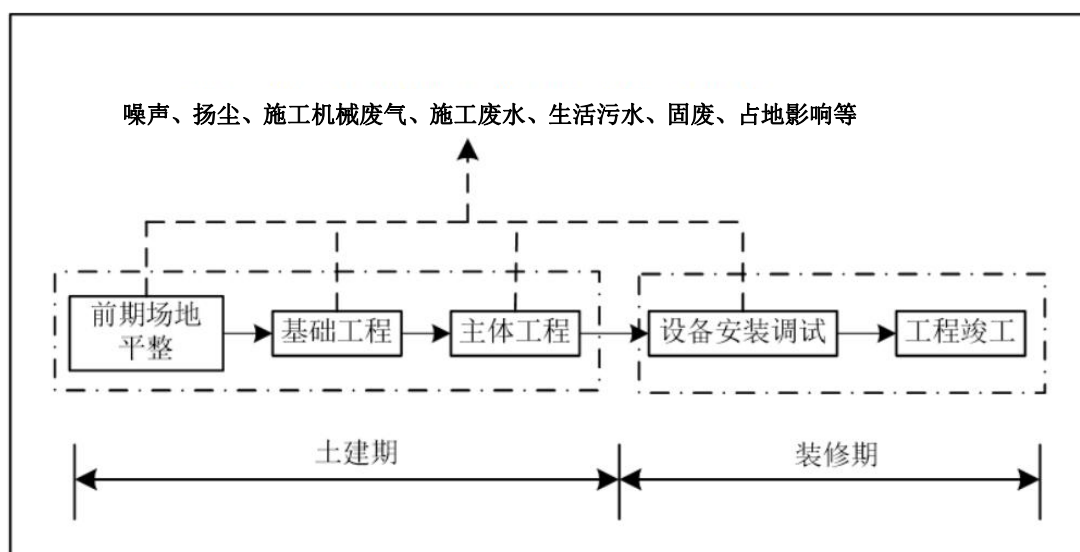 噪声、扬尘、施工机械废气、施工废水、生活污水、固废、占地影响等
前期场地
平整
基础工程
主体工程
设备安装调试
工程竣工
土建期
装修期